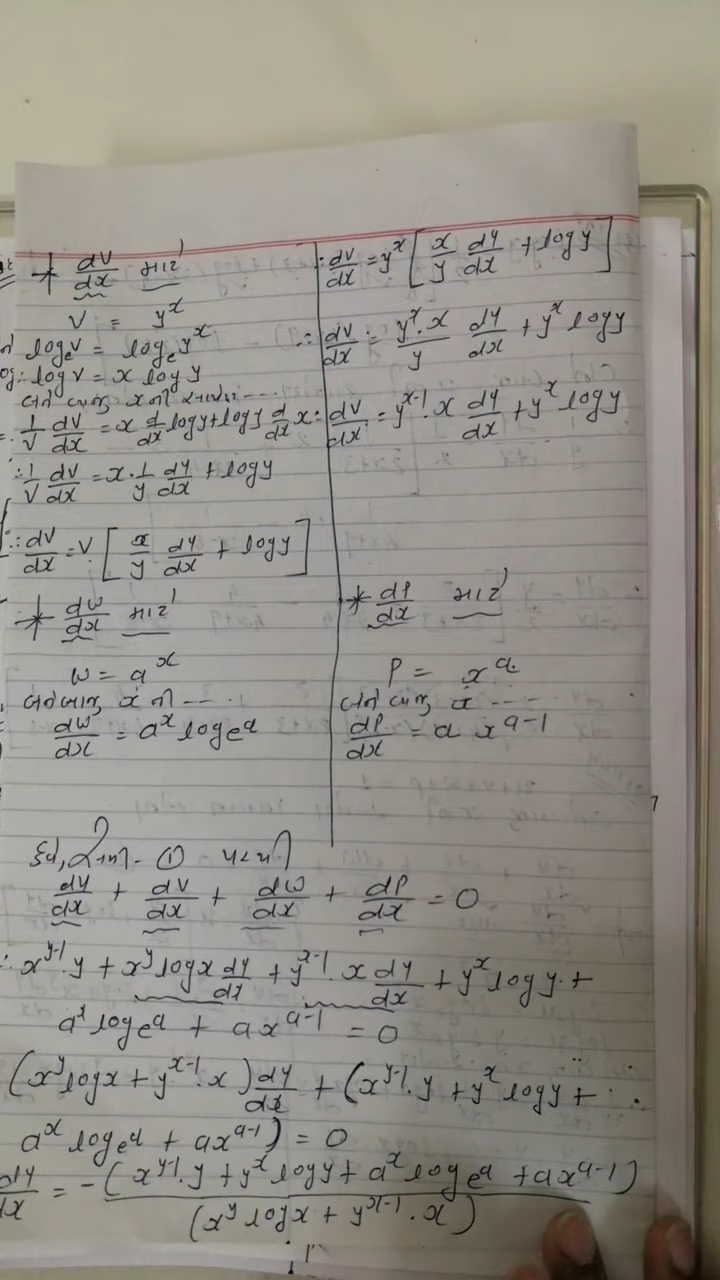 * dv/dx માટે
v = y^x
log_e v = log_e y^x
∴ log v = x log y
બંને બાજુ x ની સાપેક્ષ ....
1/v dv/dx = x d/dx log y + log y d/dx x
∴ 1/v dv/dx = x · 1/y dy/dx + log y
∴ dv/dx = v [ x/y dy/dx + log y ]
∴ dv/dx = y^x [ x/y dy/dx + log y ]
∴ dv/dx = y^x · x / y dy/dx + y^x log y
∴ dv/dx = y^(x-1) · x dy/dx + y^x log y
* dw/dx માટે
w = a^x
બંને બાજુ x ની ....
dw/dx = a^x log_e a
* dp/dx માટે
P = x^a
બંને બાજુ x ....
dp/dx = a x^(a-1)
① પરથી
dy/dx + dv/dx + dw/dx + dp/dx = 0
∴ x^(y-1) · y + x^y log x dy/dx + y^(x-1) · x dy/dx + y^x log y +
a^x log_e a + a x^(a-1) = 0
(x^y log x + y^(x-1) · x) dy/dx + (x^(y-1) · y + y^x log y +
a^x log_e a + a x^(a-1)) = 0
dy/dx = -(x^(y-1) · y + y^x log y + a^x log_e a + a x^(a-1)) / (x^y log x + y^(x-1) · x)